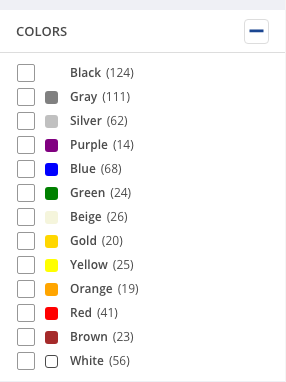 COLORS
Black (124)
Gray (111)
Silver (62)
Purple (14)
Blue (68)
Green (24)
Beige (26)
Gold (20)
Yellow (25)
Orange (19)
Red (41)
Brown (23)
White (56)